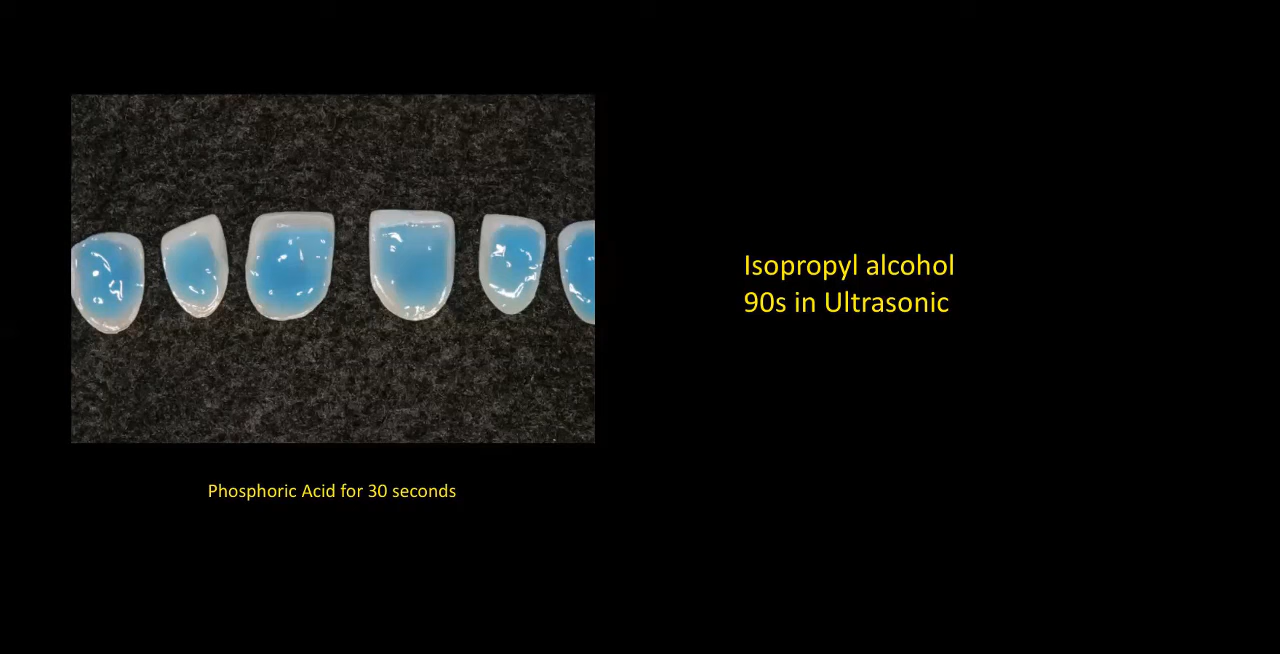 Isopropyl alcohol
90s in Ultrasonic
Phosphoric Acid for 30 seconds